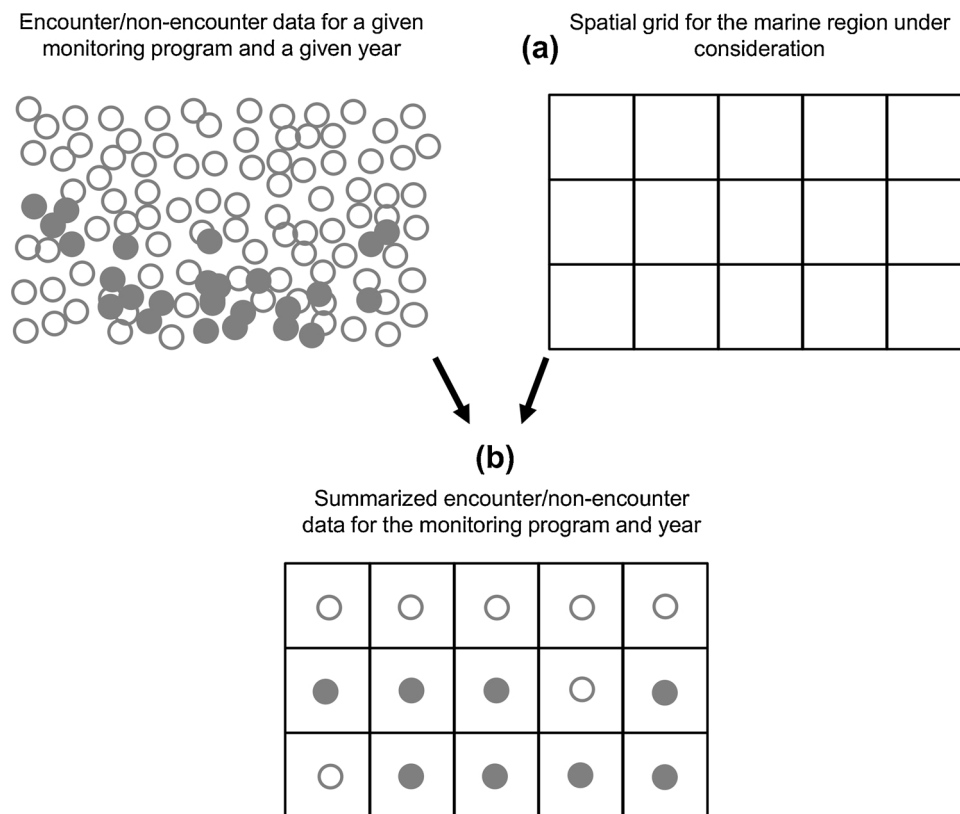 Encounter/non-encounter data for a given
monitoring program and a given year
(a)
Spatial grid for the marine region under
consideration
(b)
Summarized encounter/non-encounter
data for the monitoring program and year